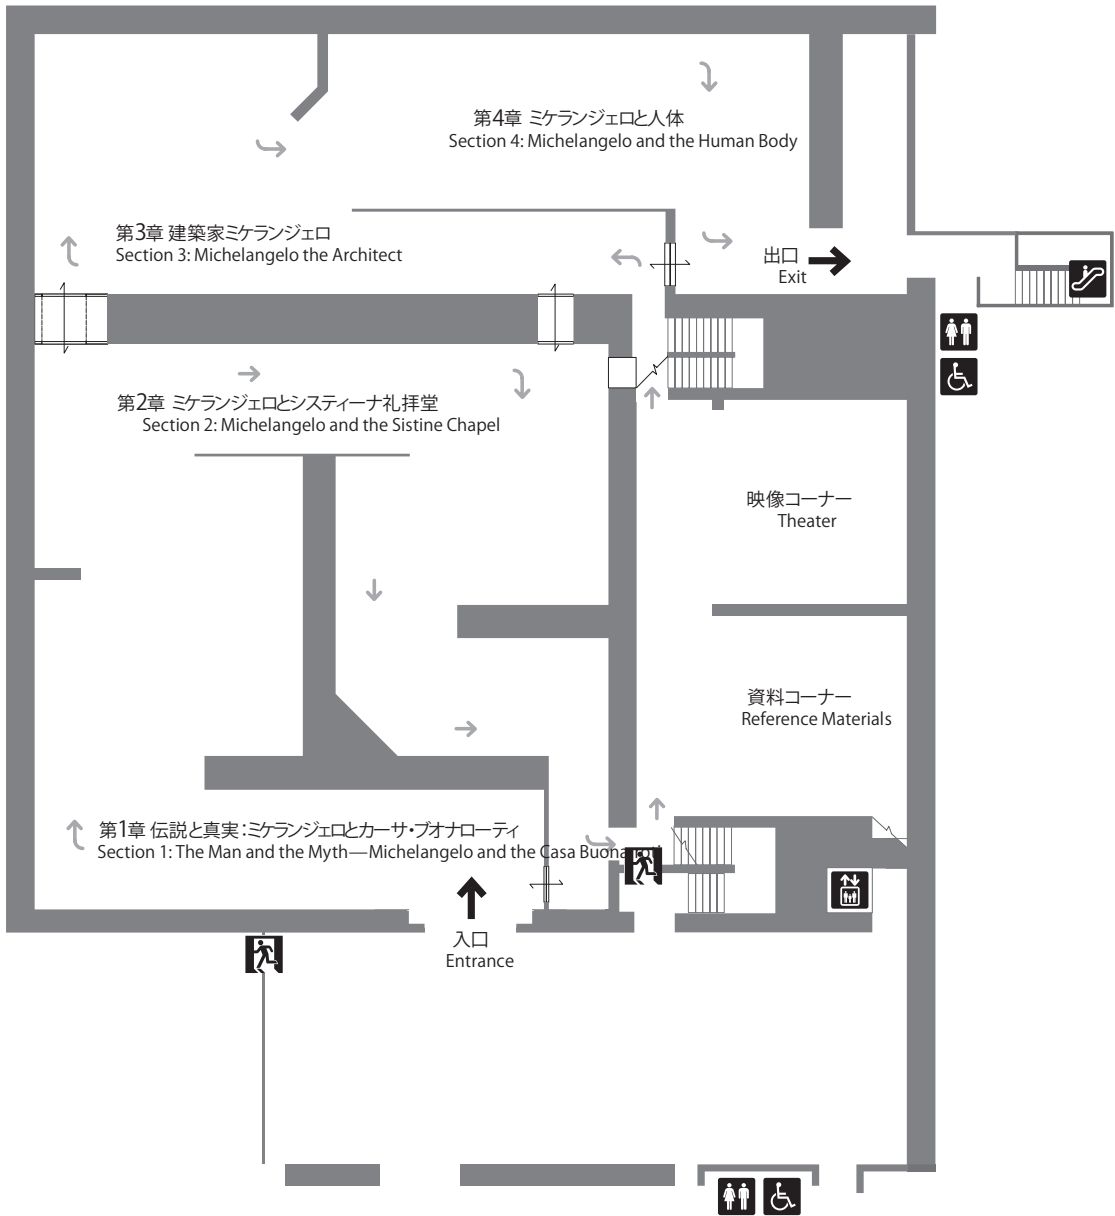 第4章 ミケランジェロと人体
Section 4: Michelangelo and the Human Body
第3章 建築家ミケランジェロ
Section 3: Michelangelo the Architect
出口
Exit
第2章 ミケランジェロとシスティーナ礼拝堂
Section 2: Michelangelo and the Sistine Chapel
映像コーナー
Theater
資料コーナー
Reference Materials
第1章 伝説と真実：ミケランジェロとカーサ・ブオナローティ
Section 1: The Man and the Myth—Michelangelo and the Casa
入口
Entrance